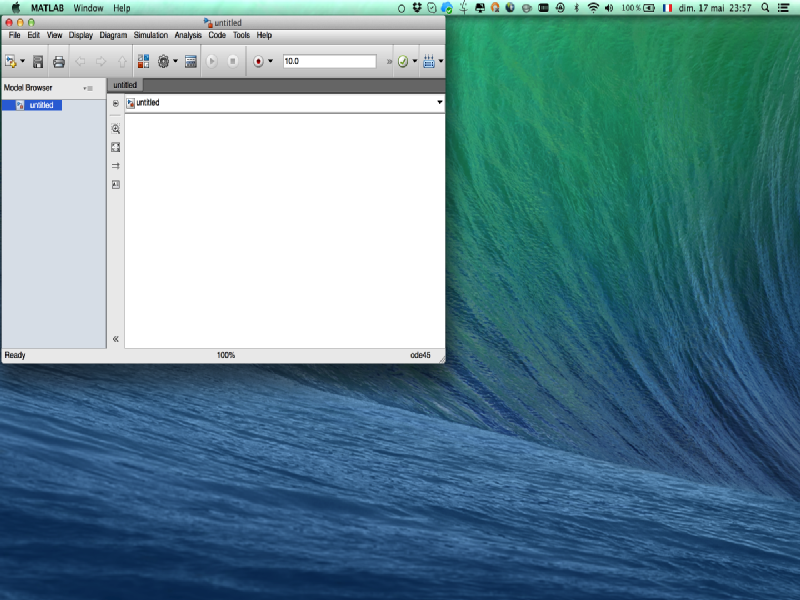 MATLAB Window Help 100 % dim. 17 mai 23:57
untitled
File Edit View Display Diagram Simulation Analysis Code Tools Help
10.0
Model Browser
untitled
untitled
untitled
Ready 100% ode45